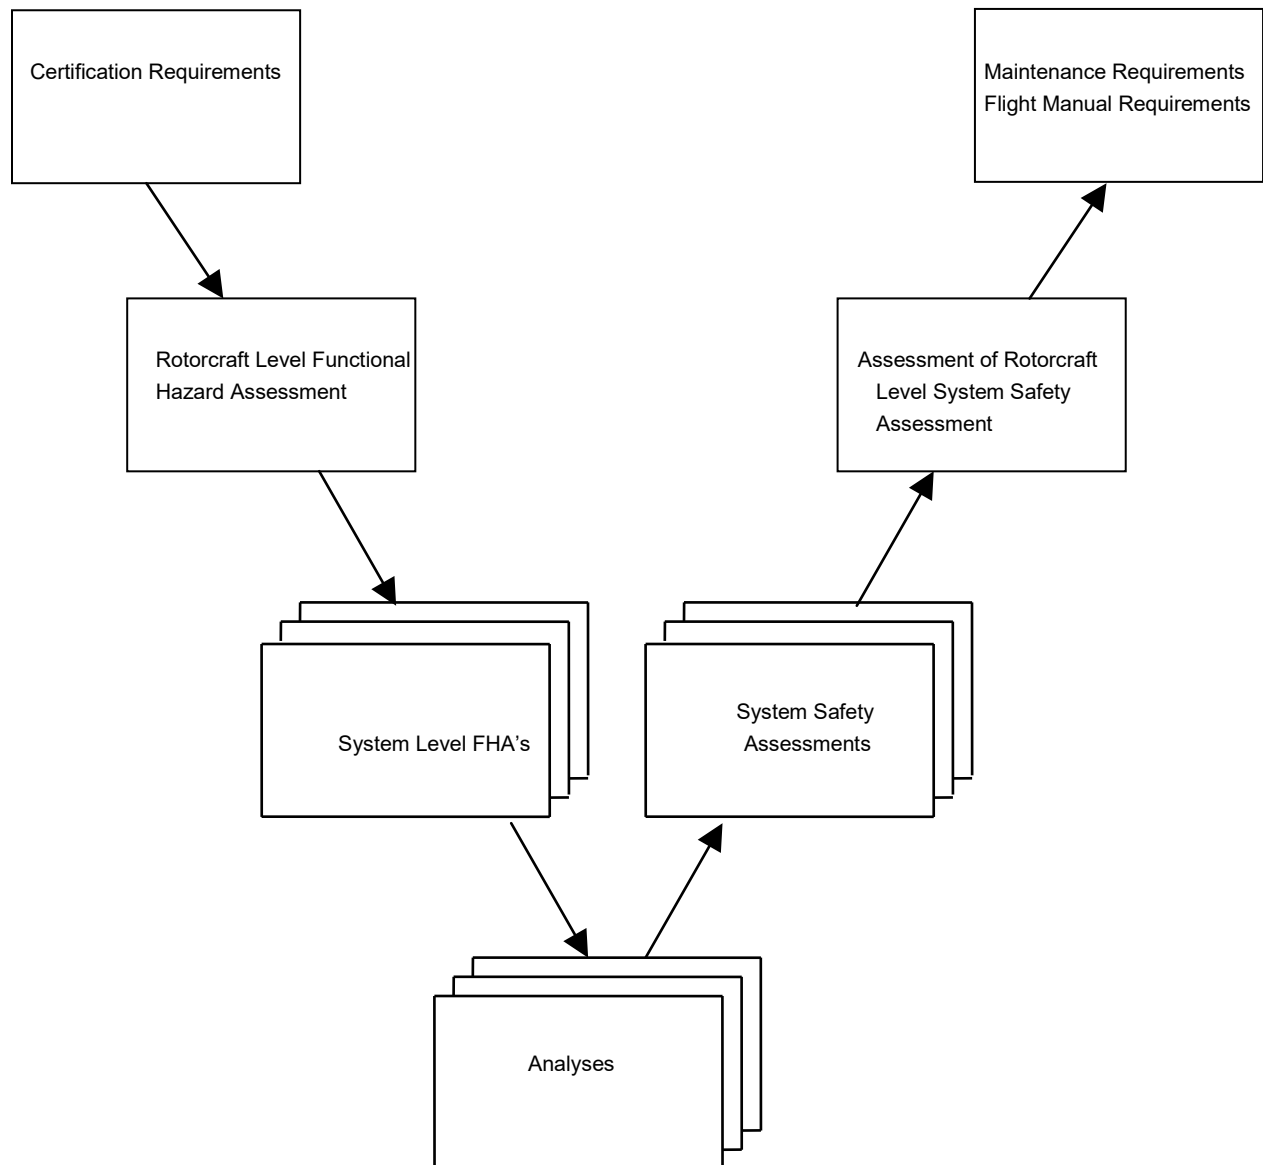 Certification Requirements
Maintenance Requirements
Flight Manual Requirements
Rotorcraft Level Functional
Hazard Assessment
Assessment of Rotorcraft
Level System Safety
Assessment
System Level FHA’s
System Safety
Assessments
Analyses